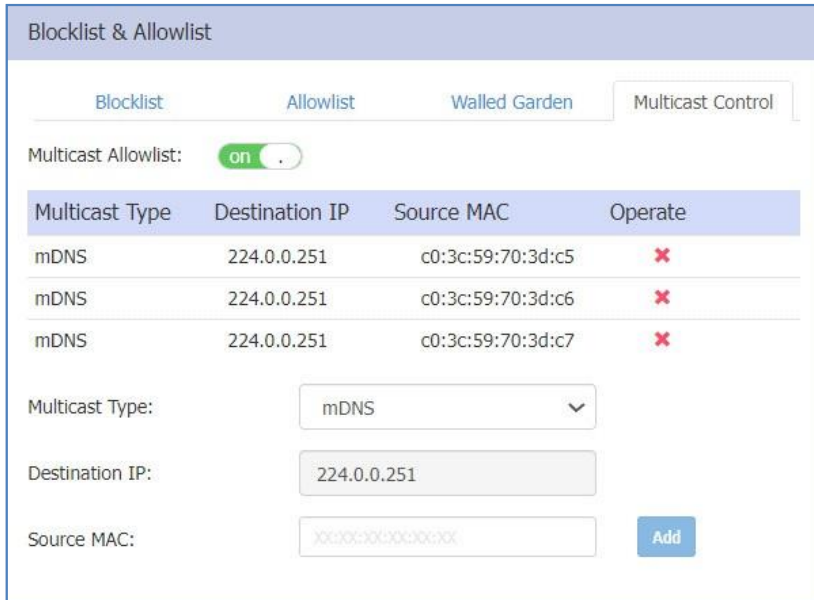 Blocklist & Allowlist
Blocklist Allowlist Walled Garden Multicast Control
Multicast Allowlist: on .
Multicast Type Destination IP Source MAC Operate
mDNS 224.0.0.251 c0:3c:59:70:3d:c5
mDNS 224.0.0.251 c0:3c:59:70:3d:c6
mDNS 224.0.0.251 c0:3c:59:70:3d:c7
Multicast Type: mDNS
Destination IP: 224.0.0.251
Source MAC: XX:XX:XX:XX:XX:XX Add